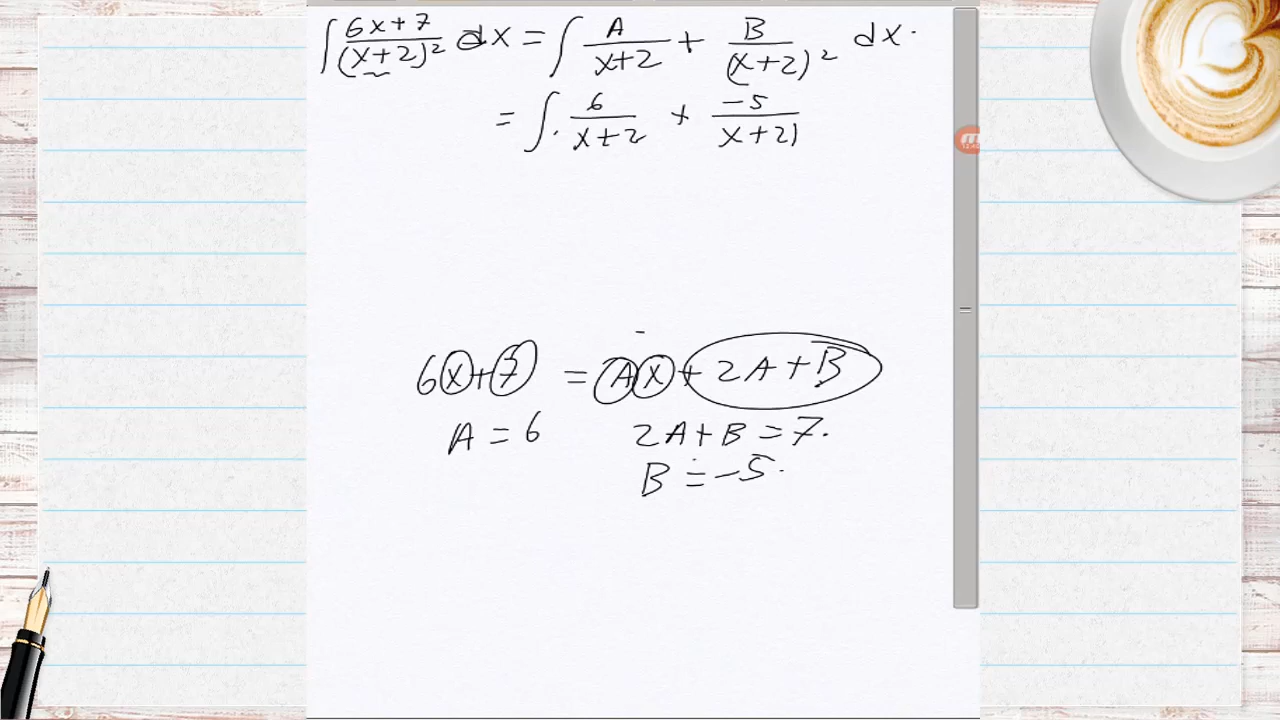 ∫ 6x+7/(x+2)² dx = ∫ A/x+2 + B/(x+2)² dx.
= ∫ 6/x+2 + -5/x+2)
6x+7 = Ax + 2A+B
A = 6 2A+B = 7.
B = -5.